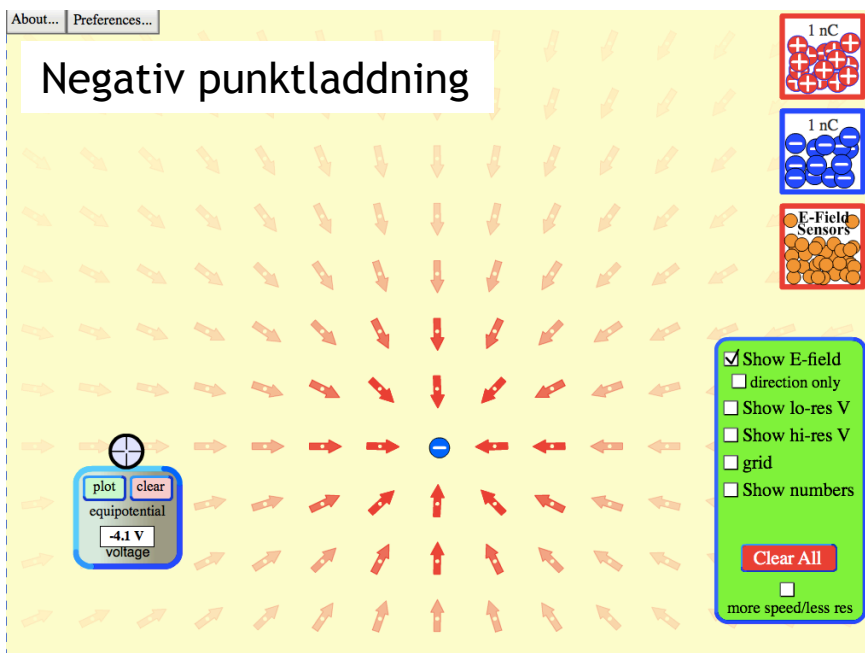 About...
Preferences...
Negativ punktladdning
1 nC
1 nC
E-Field
Sensors
Show E-field
direction only
Show lo-res V
Show hi-res V
grid
Show numbers
Clear All
more speed/less res
plot
clear
equipotential
-4.1 V
voltage